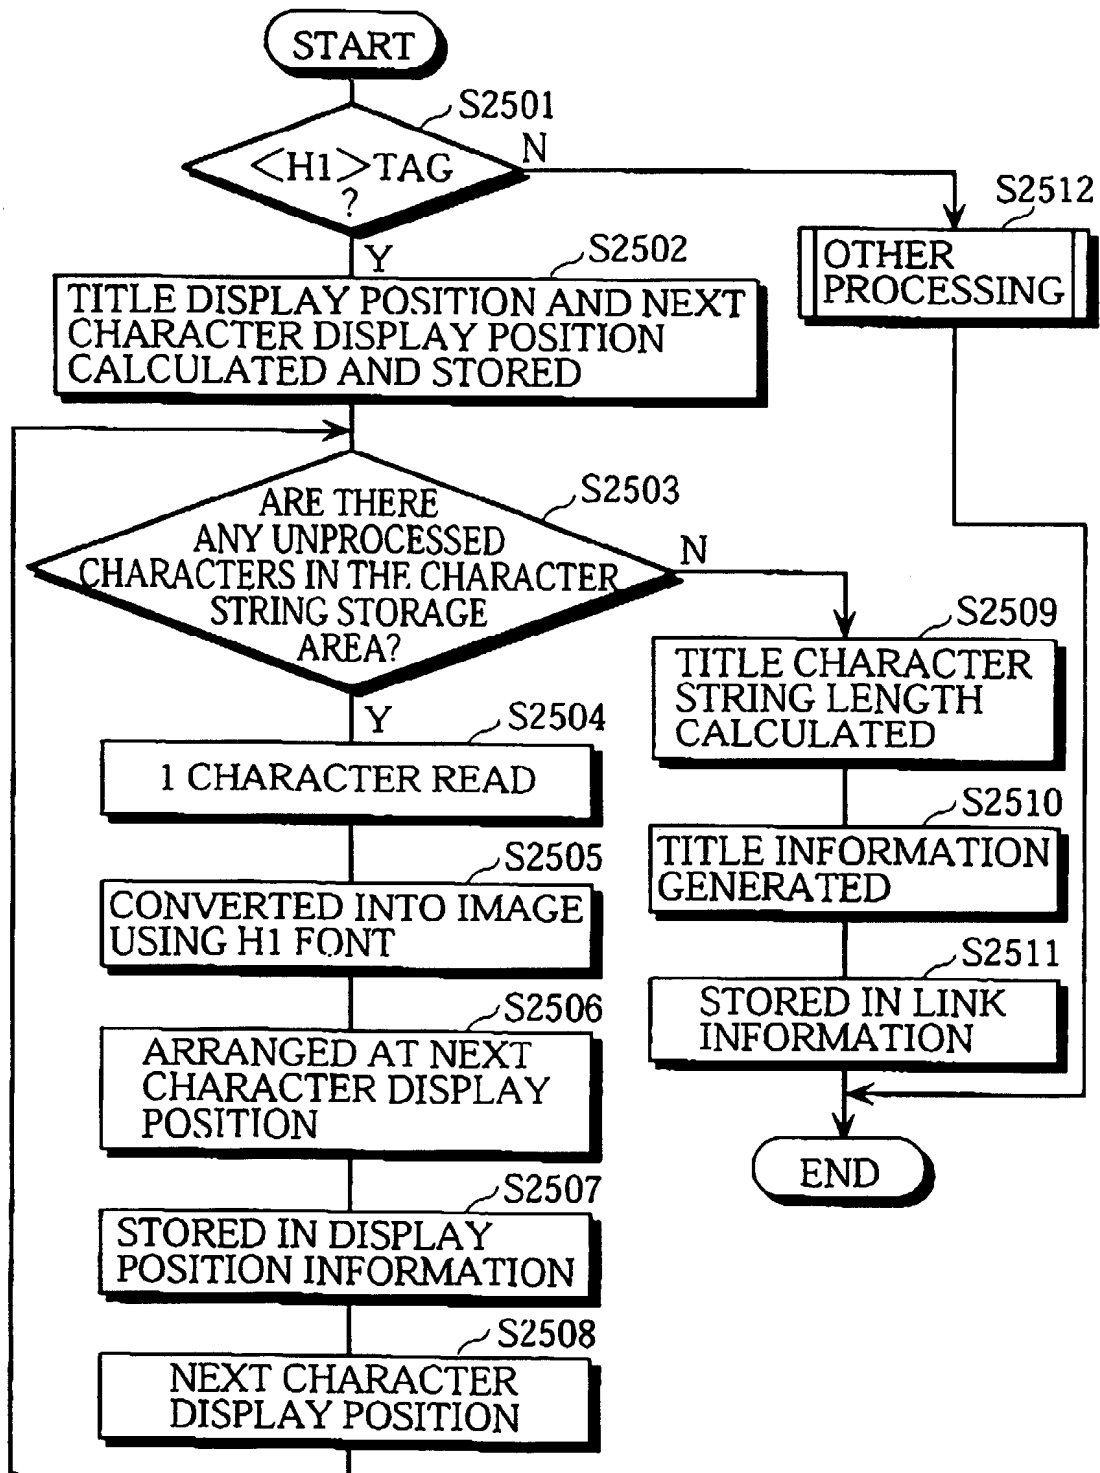 START
S2501
<H1>TAG
?
N
Y
S2512
OTHER
PROCESSING
S2502
TITLE DISPLAY POSITION AND NEXT
CHARACTER DISPLAY POSITION
CALCULATED AND STORED
S2503
ARE THERE
ANY UNPROCESSED
CHARACTERS IN THE CHARACTER
STRING STORAGE
AREA?
N
Y
S2504
1 CHARACTER READ
S2505
CONVERTED INTO IMAGE
USING H1 FONT
S2506
ARRANGED AT NEXT
CHARACTER DISPLAY
POSITION
S2507
STORED IN DISPLAY
POSITION INFORMATION
S2508
NEXT CHARACTER
DISPLAY POSITION
S2509
TITLE CHARACTER
STRING LENGTH
CALCULATED
S2510
TITLE INFORMATION
GENERATED
S2511
STORED IN LINK
INFORMATION
END